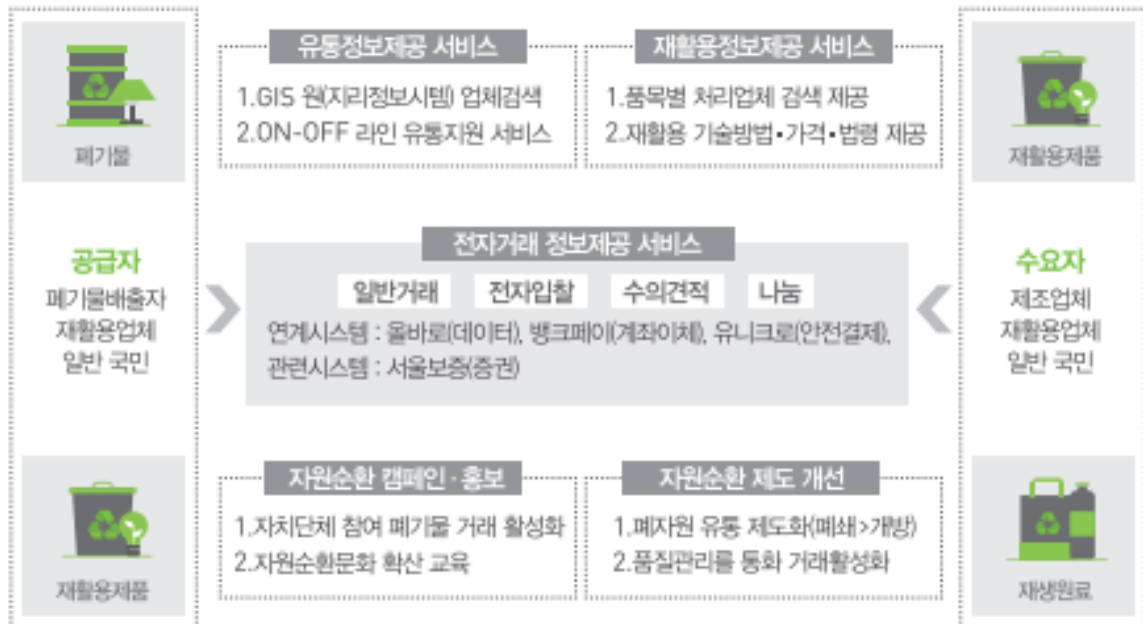 폐기물
공급자
폐기물배출자
재활용업체
일반 국민
재활용제품
유통정보제공 서비스
1.GIS 원(지리정보시템) 업체검색
2.ON-OFF 라인 유통지원 서비스
재활용정보제공 서비스
1.품목별 처리업체 검색 제공
2.재활용 기술방법•가격•법령 제공
전자거래 정보제공 서비스
일반거래 전자입찰 수의견적 나눔
연계시스템 : 올바로(데이터), 뱅크페이(계좌이체), 유니크로(안전결제),
관련시스템 : 서울보증(증권)
자원순환 캠페인·홍보
1.자치단체 참여 폐기물 거래 활성화
2.자원순환문화 확산 교육
자원순환 제도 개선
1.폐자원 유통 제도화(폐쇄>개방)
2.품질관리를 통화 거래활성화
재활용제품
수요자
제조업체
재활용업체
일반 국민
재생원료